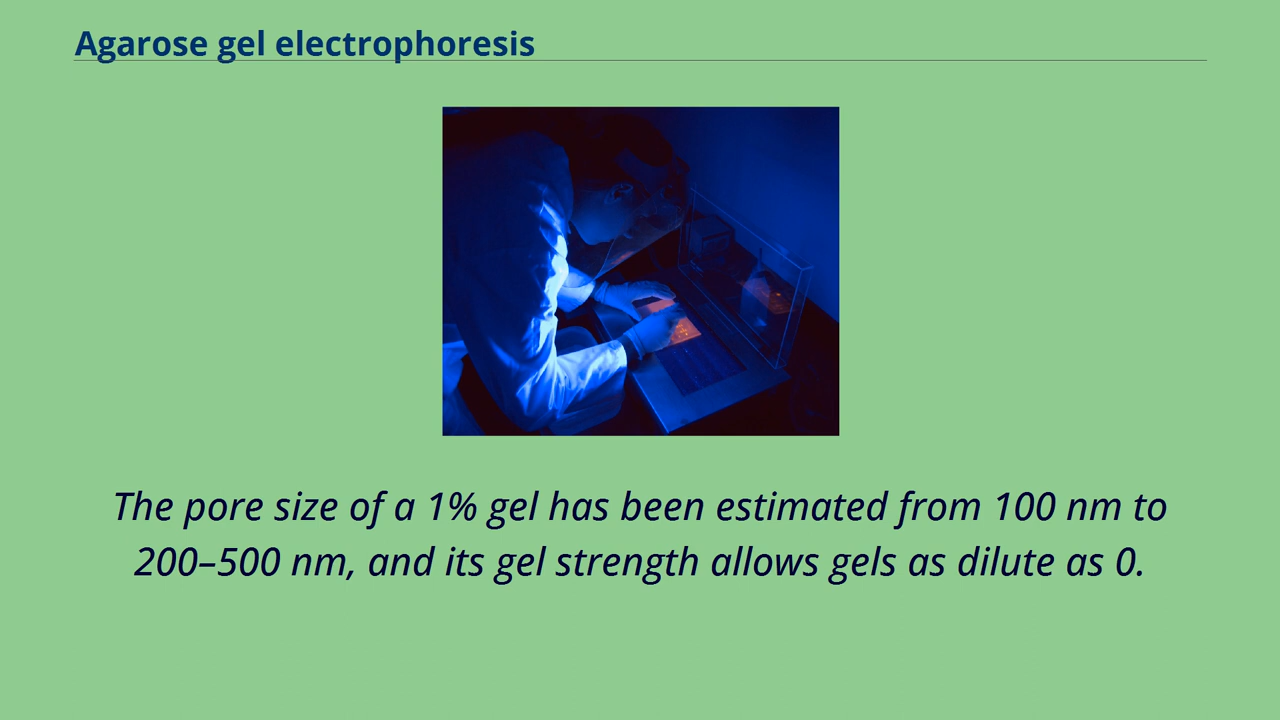 Agarose gel electrophoresis
The pore size of a 1% gel has been estimated from 100 nm to
200–500 nm, and its gel strength allows gels as dilute as 0.